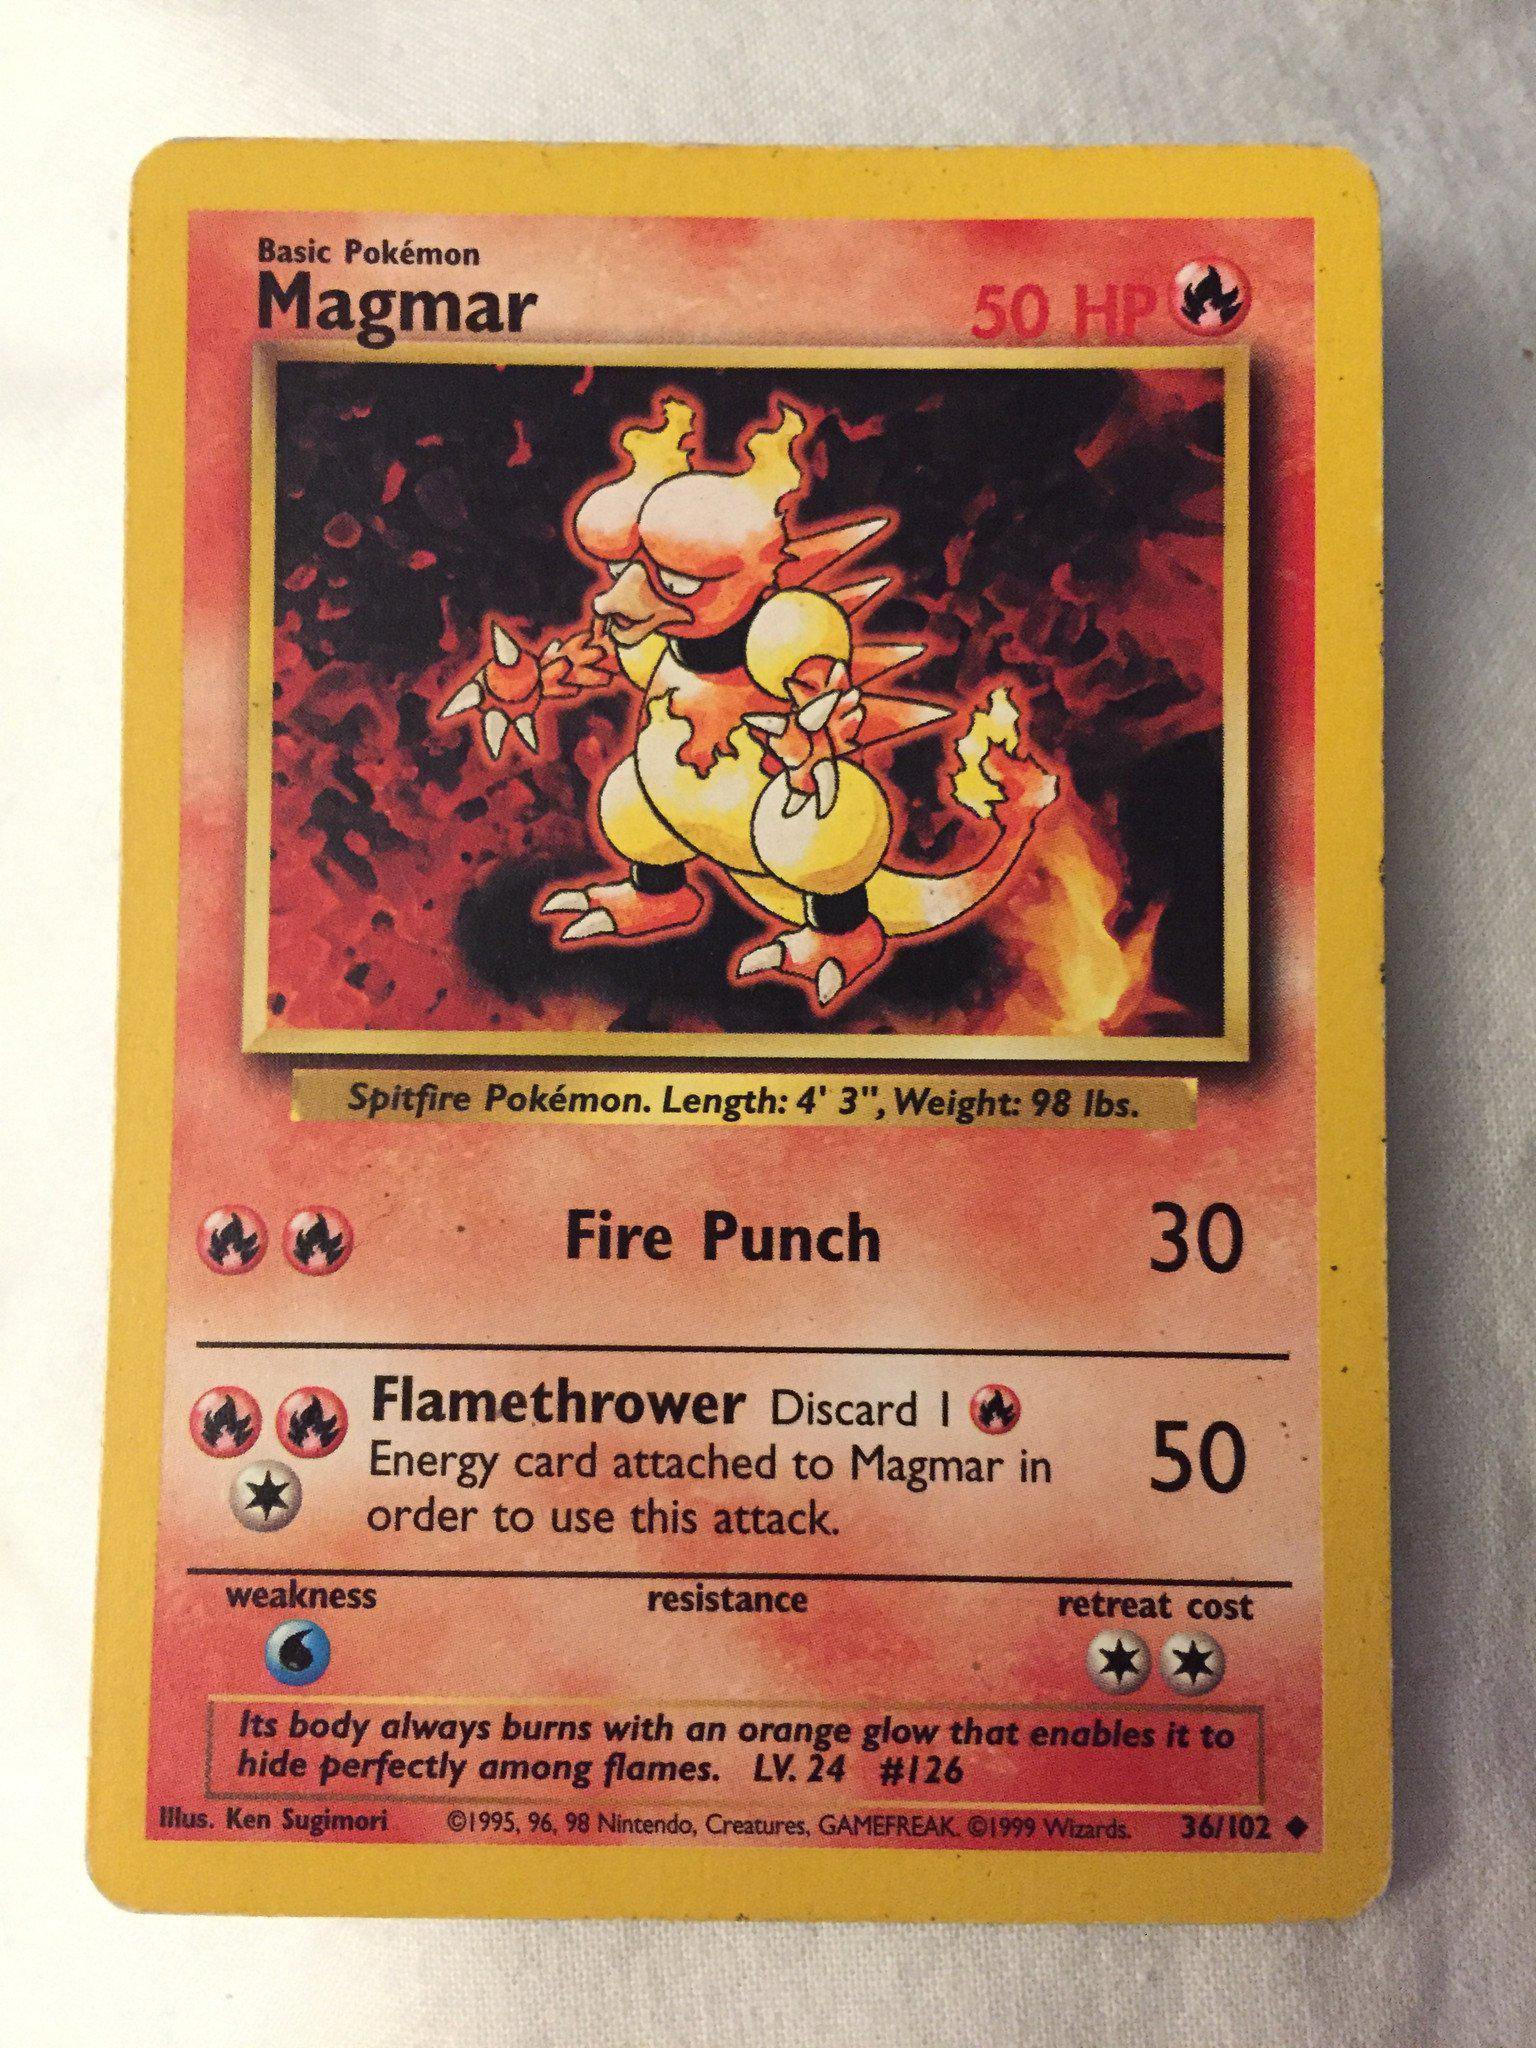 Basic Pokémon
Magmar
50 HP
Spitfire Pokémon. Length: 4' 3", Weight: 98 lbs.
Fire Punch 30
Flamethrower Discard 1
Energy card attached to Magmar in
order to use this attack.
50
weakness resistance retreat cost
Its body always burns with an orange glow that enables it to
hide perfectly among flames. LV. 24 #126
Illus. Ken Sugimori ©1995, 96, 98 Nintendo, Creatures, GAMEFREAK. ©1999 Wizards. 36/102